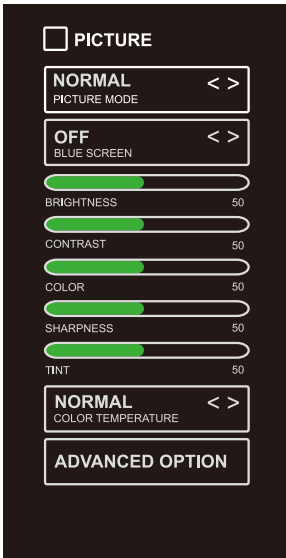 PICTURE
NORMAL < >
PICTURE MODE
OFF < >
BLUE SCREEN
BRIGHTNESS 50
CONTRAST 50
COLOR 50
SHARPNESS 50
TINT 50
NORMAL < >
COLOR TEMPERATURE
ADVANCED OPTION